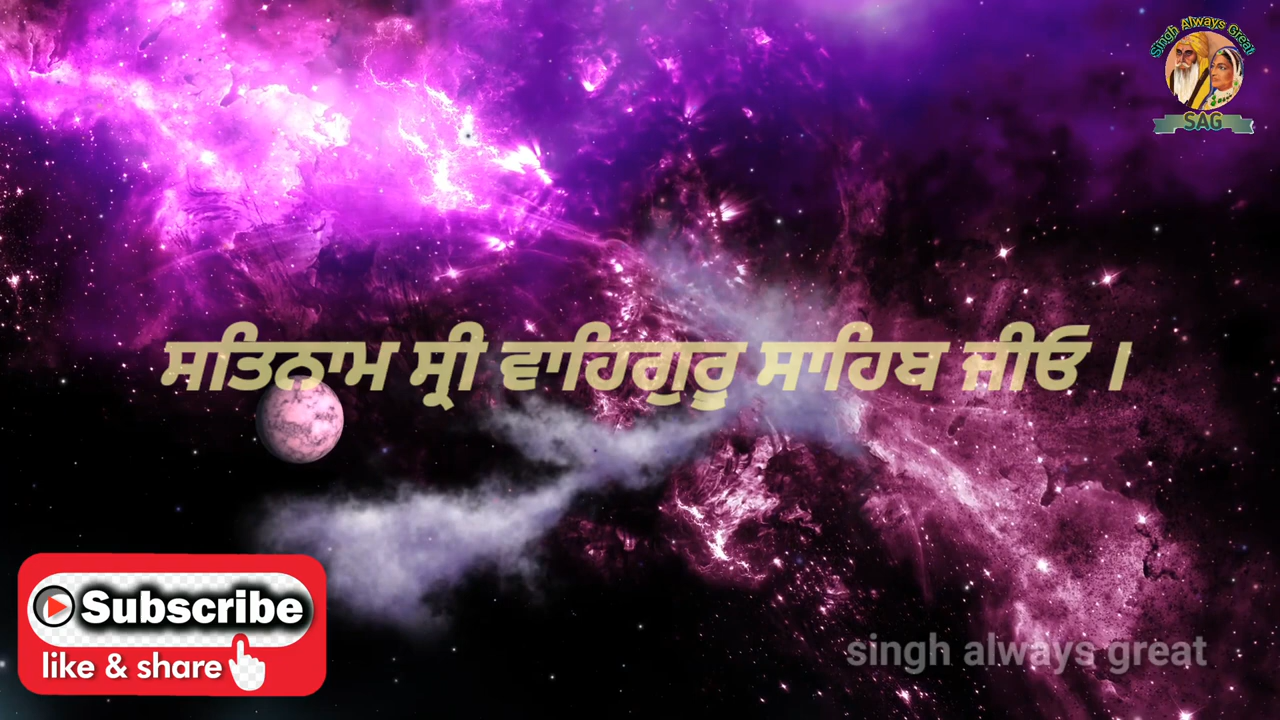 Singh Always Great
SAG
ਸਤਿਨਾਮ ਸ੍ਰੀ ਵਾਹਿਗੁਰੂ ਸਾਹਿਬ ਜੀਓ ।
Subscribe
like & share
singh always great